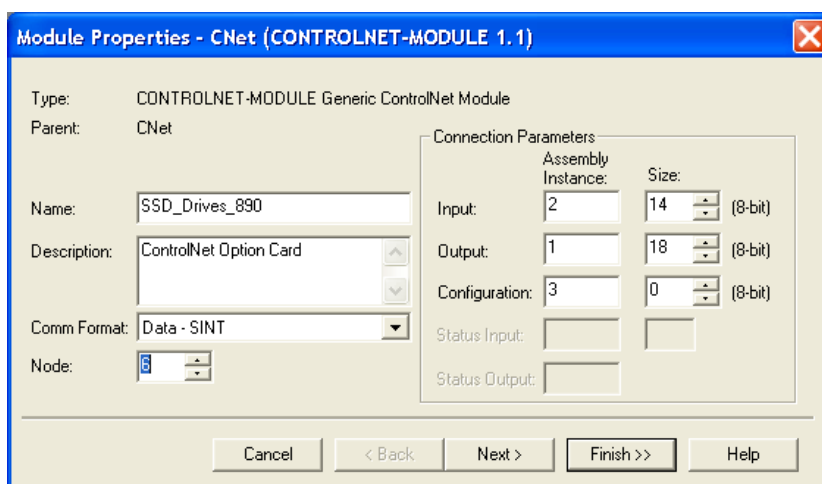 Module Properties - CNet (CONTROLNET-MODULE 1.1)
Type: CONTROLNET-MODULE Generic ControlNet Module
Parent: CNet
Name: SSD_Drives_890
Description: ControlNet Option Card
Comm Format: Data - SINT
Node: 6
Connection Parameters
Assembly Instance: Size:
Input: 2 14 (8-bit)
Output: 1 18 (8-bit)
Configuration: 3 0 (8-bit)
Status Input:
Status Output:
Cancel < Back Next > Finish >> Help